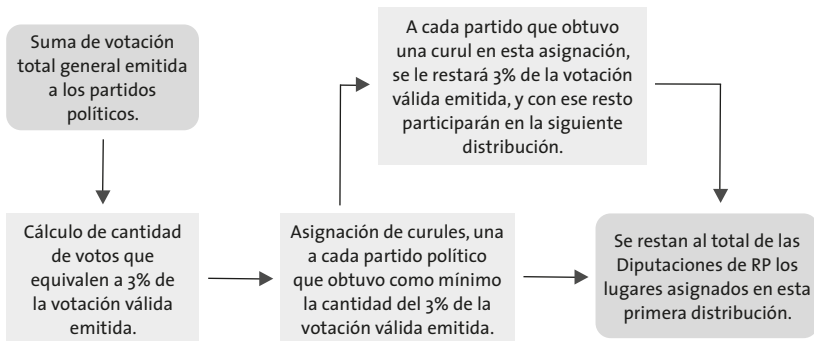 Suma de votación
total general emitida
a los partidos
políticos.
Cálculo de cantidad
de votos que
equivalen a 3% de
la votación válida
emitida.
Asignación de curules, una
a cada partido político
que obtuvo como mínimo
la cantidad del 3% de la
votación válida emitida.
A cada partido que obtuvo
una curul en esta asignación,
se le restará 3% de la votación
válida emitida, y con ese resto
participarán en la siguiente
distribución.
Se restan al total de las
Diputaciones de RP los
lugares asignados en esta
primera distribución.